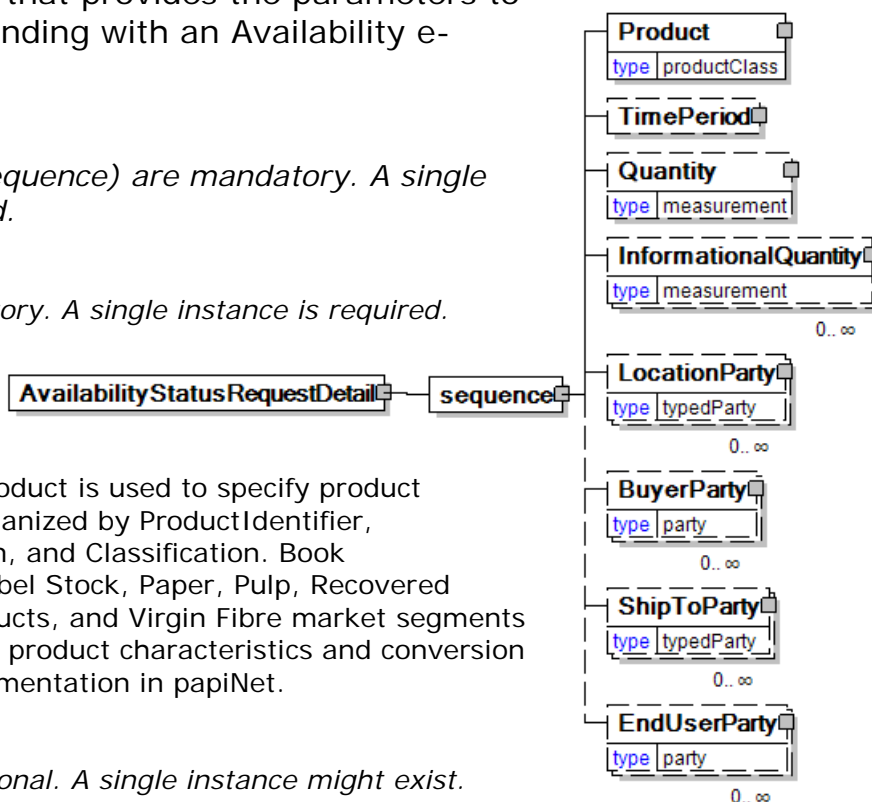 that provides the parameters to
nding with an Availability e-
equence) are mandatory. A single
d.
ory. A single instance is required.
oduct is used to specify product
anized by ProductIdentifier,
n, and Classification. Book
bel Stock, Paper, Pulp, Recovered
ucts, and Virgin Fibre market segments
product characteristics and conversion
mentation in papiNet.
onal. A single instance might exist.
AvailabilityStatusRequestDetail
sequence
Product
type productClass
TimePeriod
Quantity
type measurement
InformationalQuantity
type measurement
0.. ∞
LocationParty
type typedParty
0.. ∞
BuyerParty
type party
0.. ∞
ShipToParty
type typedParty
0.. ∞
EndUserParty
type party
0.. ∞